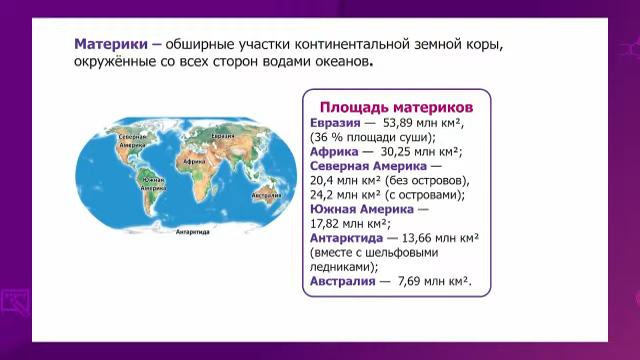 Материки – обширные участки континентальной земной коры,
окружённые со всех сторон водами океанов.
Северная
Америка
Евразия
Африка
Южная
Америка
Австралия
Антарктида
Площадь материков
Евразия — 53,89 млн км²,
(36 % площади суши);
Африка — 30,25 млн км²;
Северная Америка —
20,4 млн км² (без островов),
24,2 млн км² (с островами);
Южная Америка —
17,82 млн км²;
Антарктида — 13,66 млн км²
(вместе с шельфовыми
ледниками);
Австралия — 7,69 млн км².